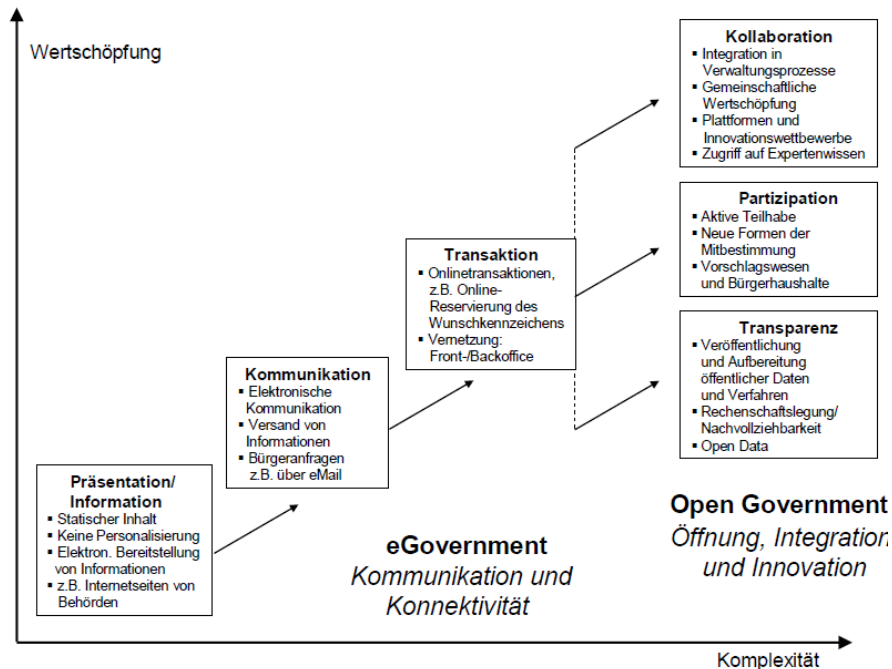 Wertschöpfung
Kollaboration
▪ Integration in
Verwaltungsprozesse
▪ Gemeinschaftliche
Wertschöpfung
▪ Plattformen und
Innovationswettbewerbe
▪ Zugriff auf Expertenwissen
Partizipation
▪ Aktive Teilhabe
▪ Neue Formen der
Mitbestimmung
▪ Vorschlagswesen
und Bürgerhaushalte
Transaktion
▪ Onlinetransaktionen,
z.B. Online-
Reservierung des
Wunschkennzeichens
▪ Vernetzung:
Front-/Backoffice
Transparenz
▪ Veröffentlichung
und Aufbereitung
öffentlicher Daten
und Verfahren
▪ Rechenschaftslegung/
Nachvollziehbarkeit
▪ Open Data
Kommunikation
▪ Elektronische
Kommunikation
▪ Versand von
Informationen
▪ Bürgeranfragen
z.B. über eMail
Präsentation/
Information
▪ Statischer Inhalt
▪ Keine Personalisierung
▪ Elektron. Bereitstellung
von Informationen
▪ z.B. Internetseiten von
Behörden
eGovernment
Kommunikation und
Konnektivität
Open Government
Öffnung, Integration
und Innovation
Komplexität